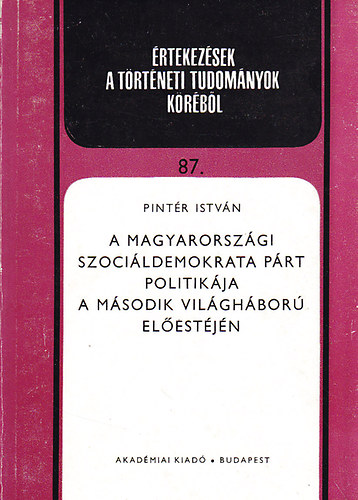 ÉRTEKEZÉSEK
A TÖRTÉNETI TUDOMÁNYOK
KÖRÉBŐL
87.
PINTÉR ISTVÁN
A MAGYARORSZÁGI
SZOCIÁLDEMOKRATA PÁRT
POLITIKÁJA
A MÁSODIK VILÁGHÁBORÚ
ELŐESTÉJÉN
AKADÉMIAI KIADÓ • BUDAPEST